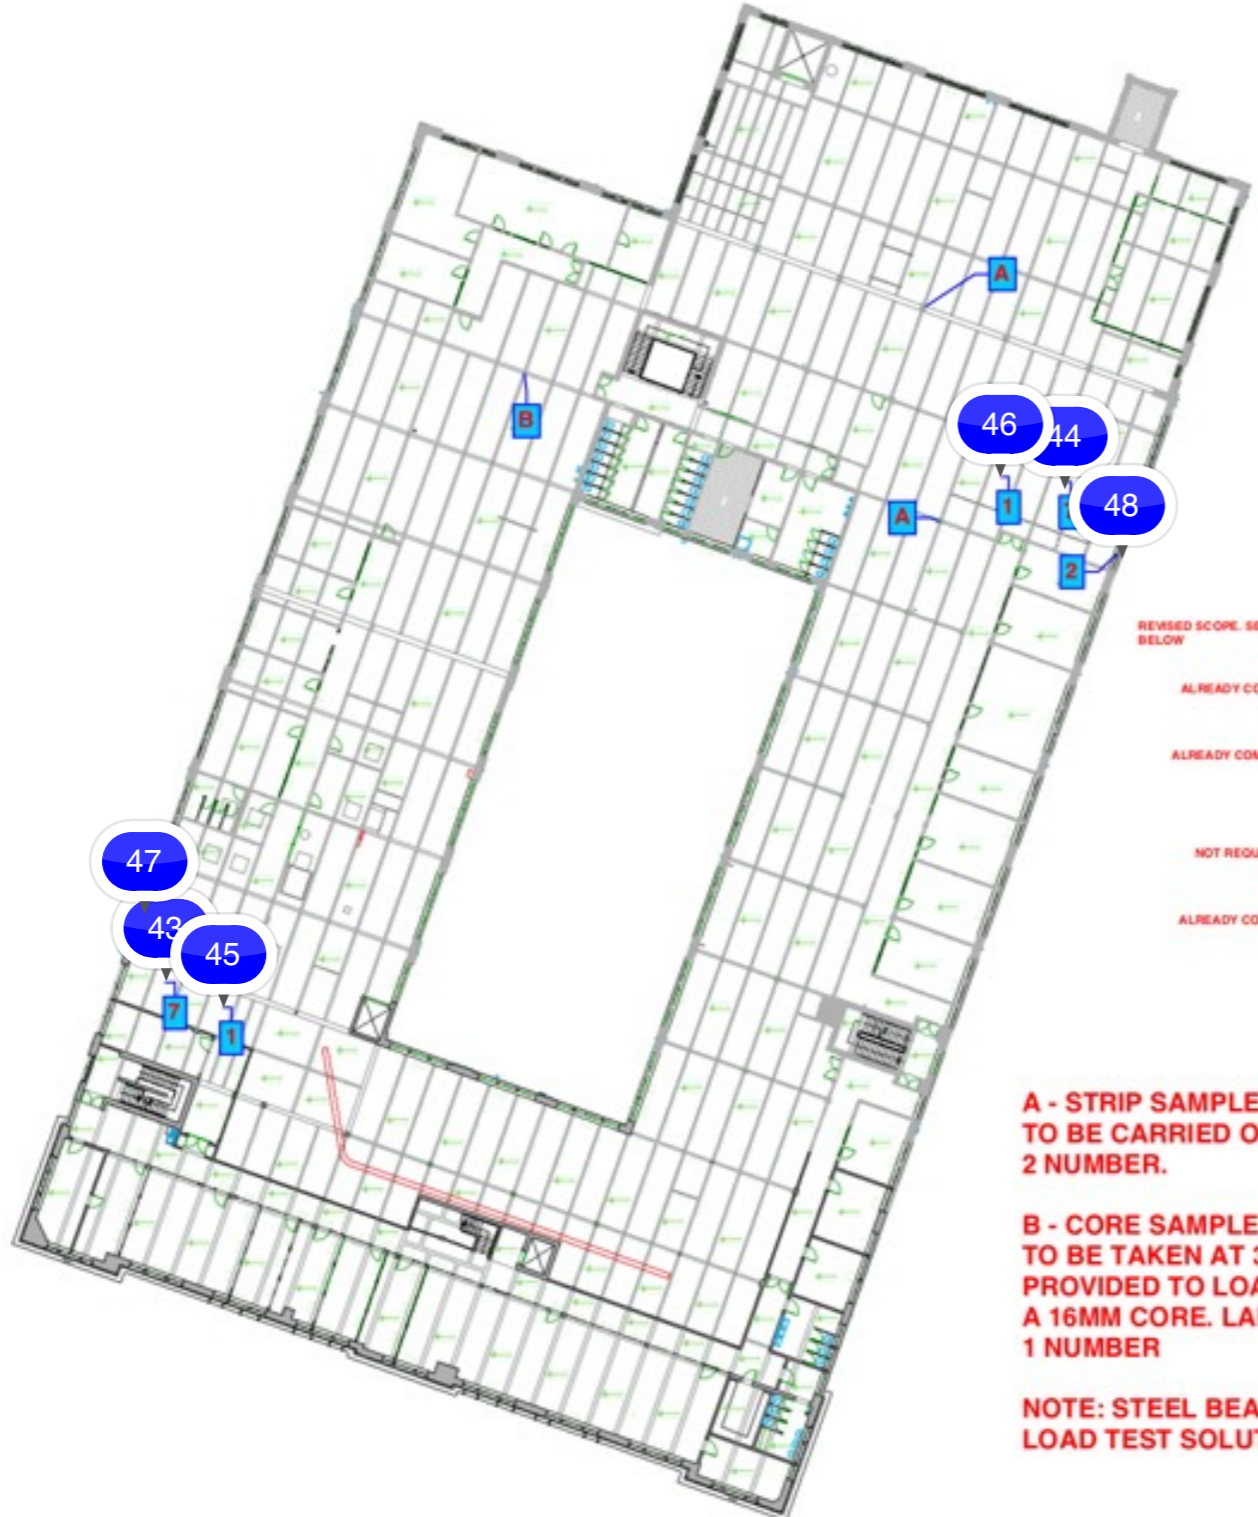 A
B
46
44
48
1
A
2
REVISED SCOPE. SE
BELOW
ALREADY CO
ALREADY COM
NOT REQU
ALREADY CO
47
43
45
7
1
A - STRIP SAMPLE
TO BE CARRIED O
2 NUMBER.
B - CORE SAMPLE
TO BE TAKEN AT 3
PROVIDED TO LOA
A 16MM CORE. LA
1 NUMBER
NOTE: STEEL BEA
LOAD TEST SOLUT